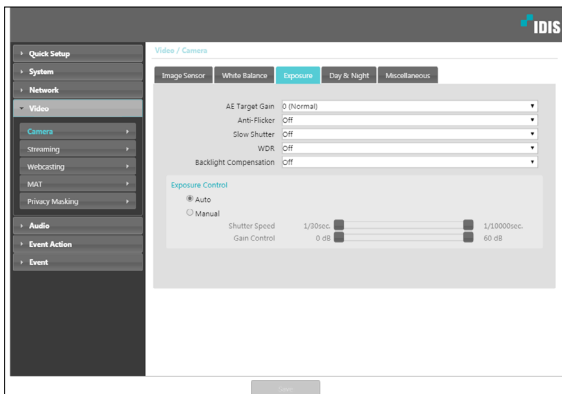 IDIS
Quick Setup
System
Network
Video
Camera
Streaming
Webcasting
MAT
Privacy Masking
Audio
Event Action
Event
Video / Camera
Image Sensor White Balance Exposure Day & Night Miscellaneous
AE Target Gain 0 (Normal)
Anti-Flicker Off
Slow Shutter Off
WDR Off
Backlight Compensation Off
Exposure Control
Auto
Manual
Shutter Speed 1/30sec. 1/10000sec.
Gain Control 0 dB 60 dB